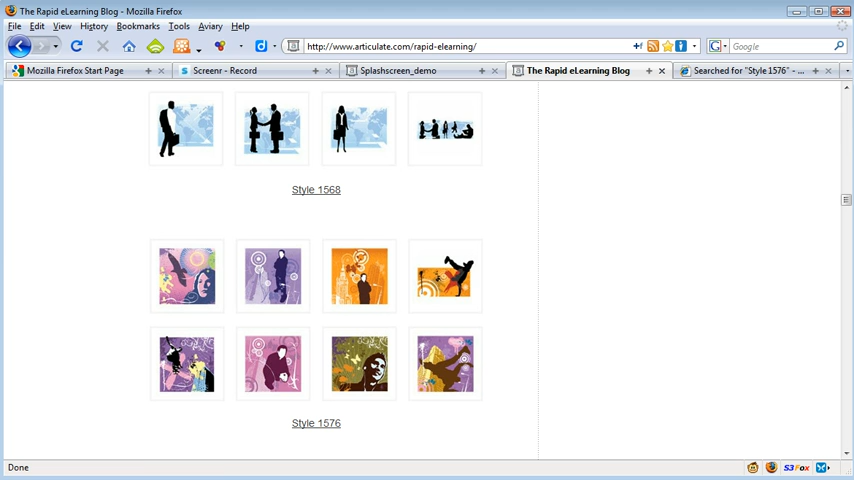 The Rapid eLearning Blog - Mozilla Firefox
File Edit View History Bookmarks Tools Aviary Help
http://www.articulate.com/rapid-elearning/
Google
Mozilla Firefox Start Page
Screenr - Record
Splashscreen_demo
The Rapid eLearning Blog
Searched for "Style 1576" - ...
Style 1568
Style 1576
Done
S3Fox